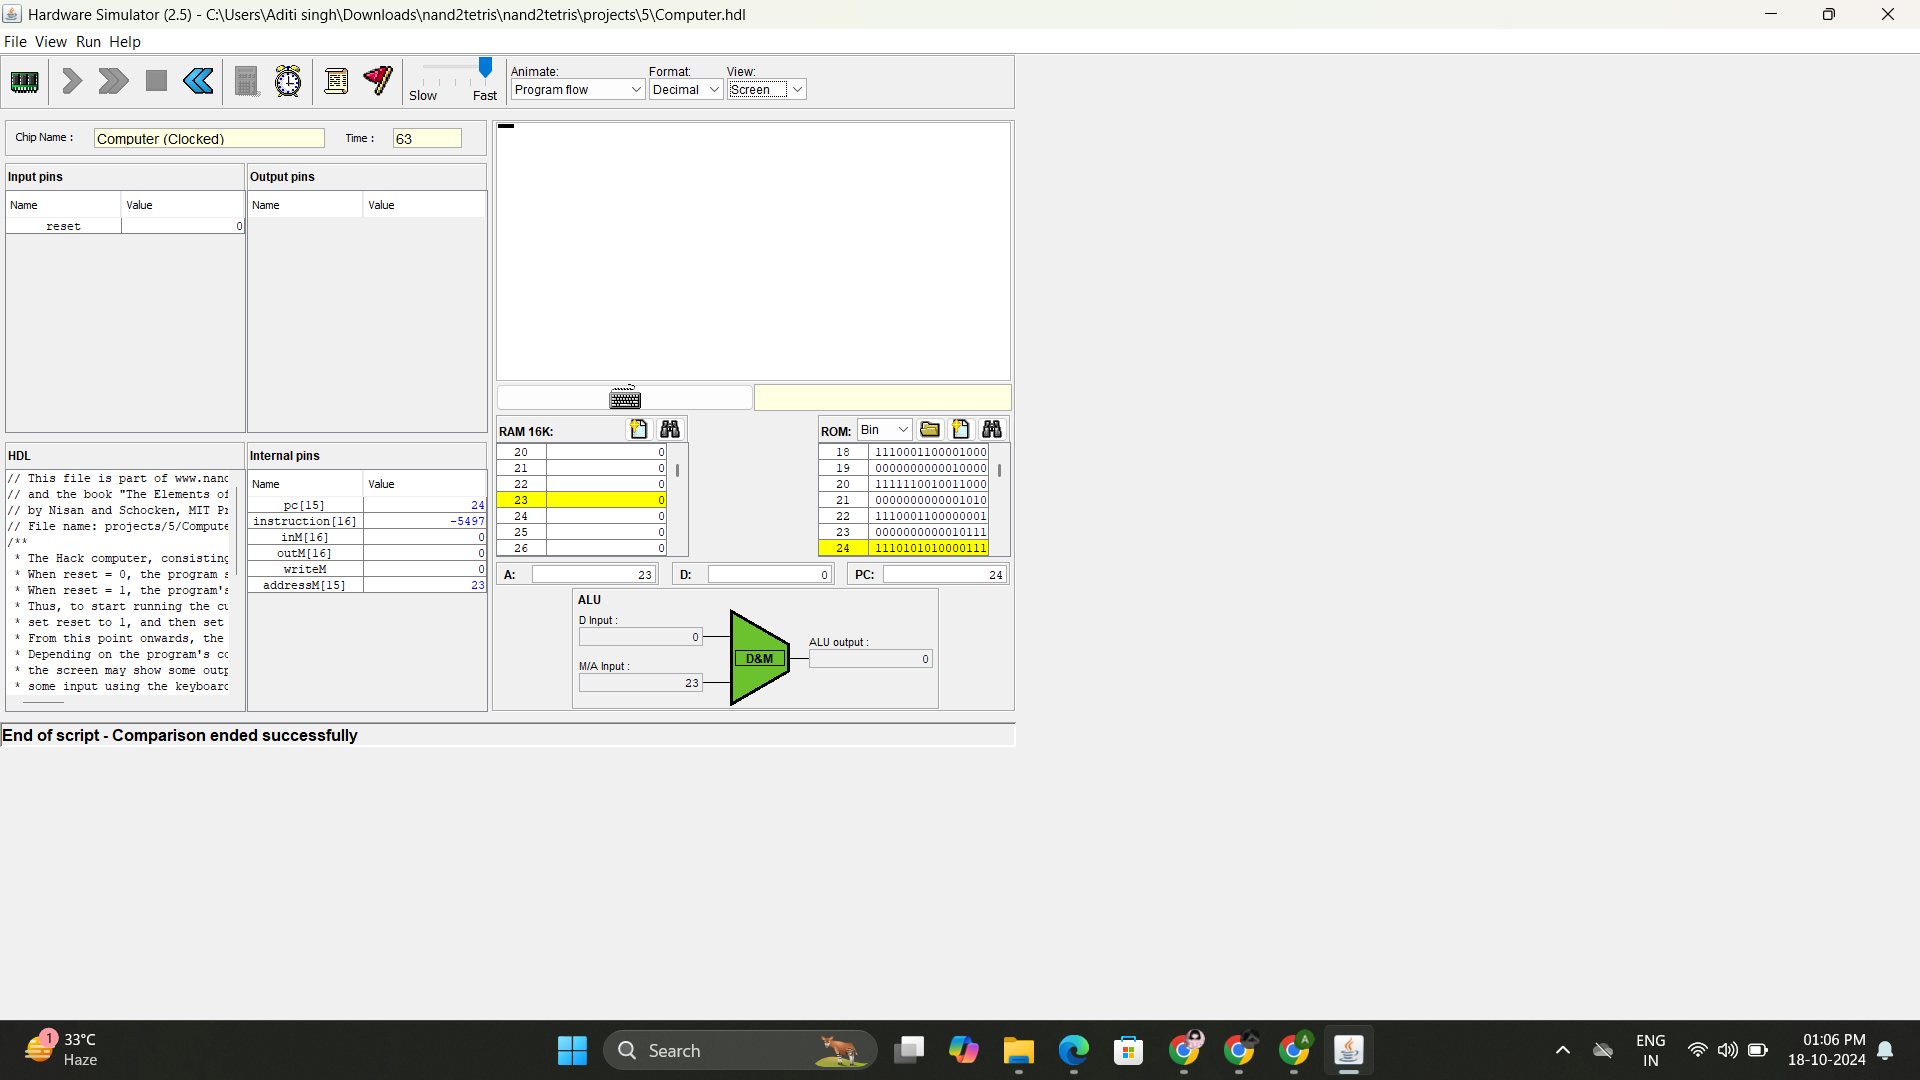 Hardware Simulator (2.5) - C:\Users\Aditi singh\Downloads\nand2tetris\nand2tetris\projects\5\Computer.hdl
File View Run Help
Slow Fast
Animate: Format: View:
Program flow Decimal Screen
Chip Name : Computer (Clocked) Time : 63
Input pins Output pins
Name Value Name Value
reset 0
HDL
// This file is part of www.nand
// and the book "The Elements of
// by Nisan and Schocken, MIT Pr
// File name: projects/5/Compute
/**
* The Hack computer, consisting
* When reset = 0, the program s
* When reset = 1, the program's
* Thus, to start running the cu
* set reset to 1, and then set
* From this point onwards, the
* Depending on the program's co
* the screen may show some outp
* some input using the keyboard
Internal pins
Name Value
pc[15] 24
instruction[16] -5497
inM[16] 0
outM[16] 0
writeM 0
addressM[15] 23
RAM 16K:
20 0
21 0
22 0
23 0
24 0
25 0
26 0
ROM: Bin
18 1110001100001000
19 0000000000010000
20 1111110010011000
21 0000000000001010
22 1110001100000001
23 0000000000010111
24 1110101010000111
A: 23 D: 0 PC: 24
ALU
D Input :
0
M/A Input :
23
D&M
ALU output :
0
End of script - Comparison ended successfully
1
33°C
Haze
Search
A
ENG
IN
01:06 PM
18-10-2024